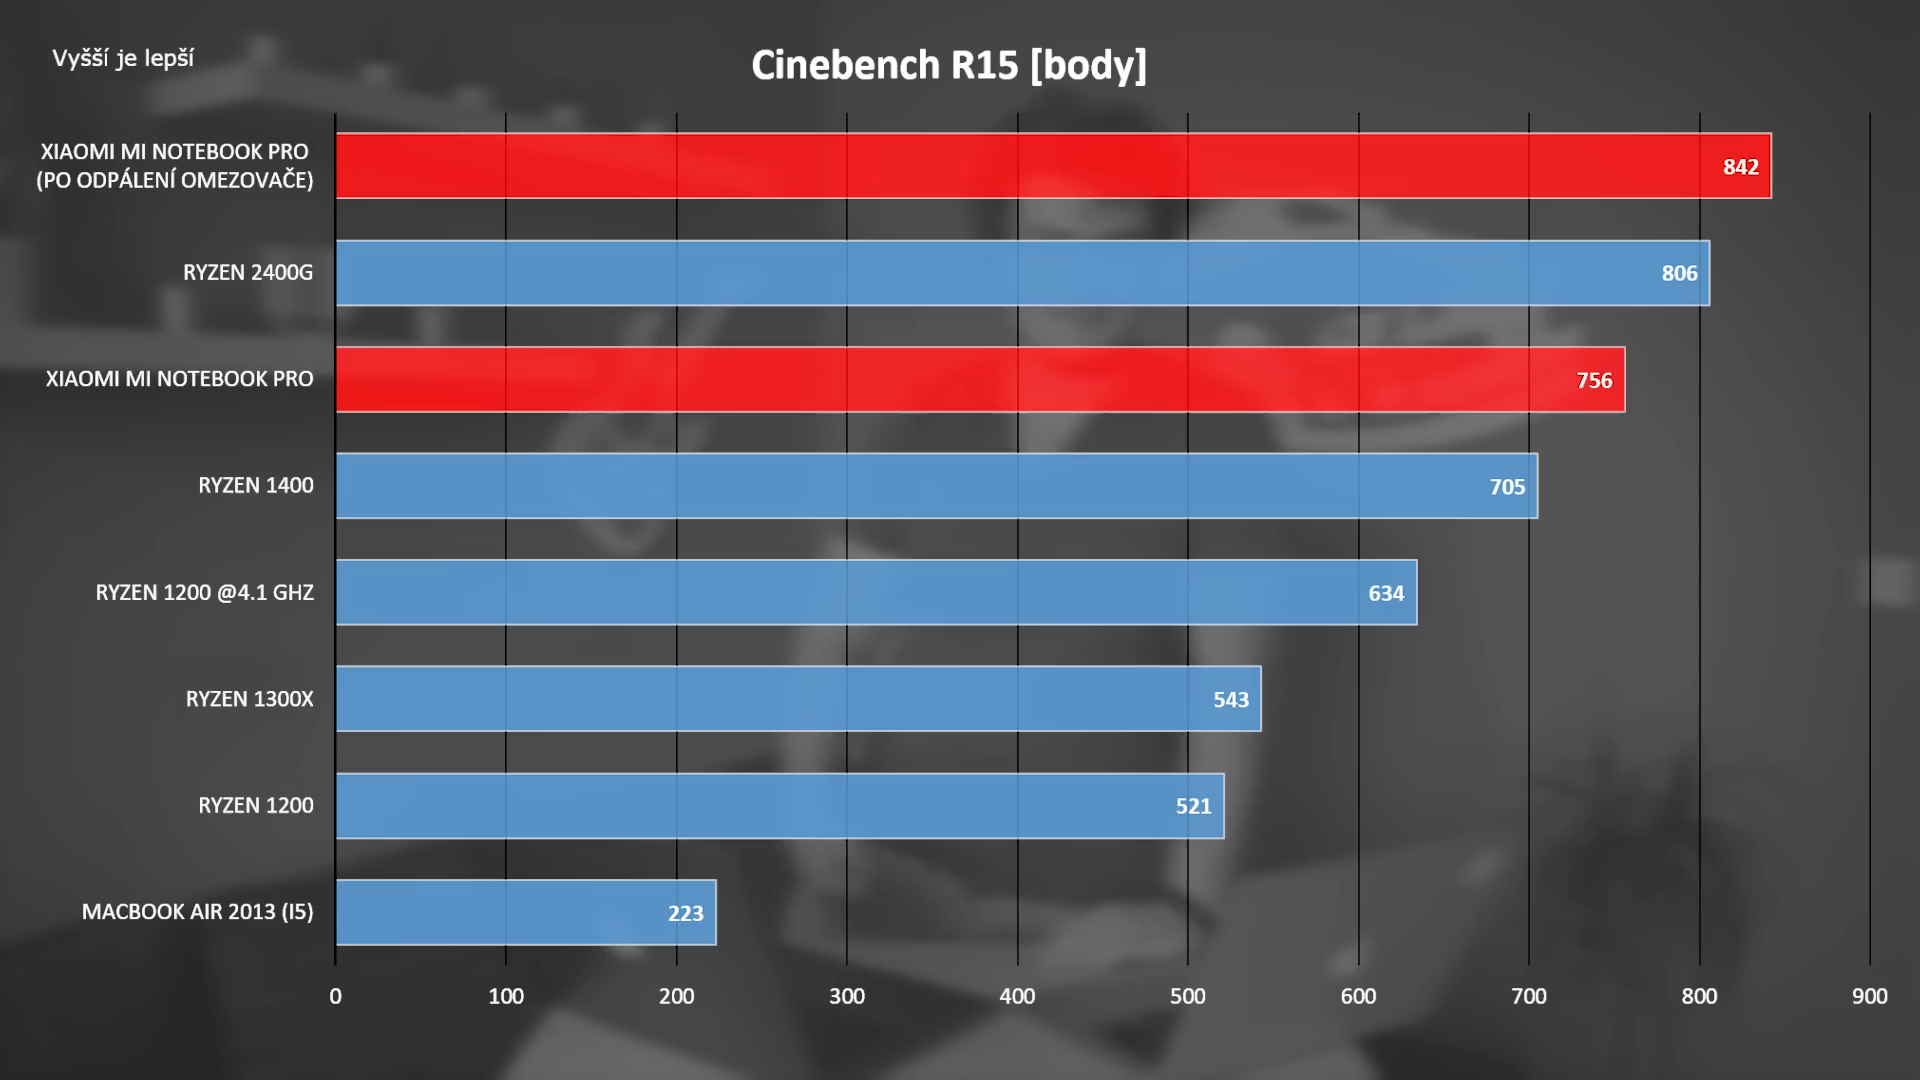 Vyšší je lepší
Cinebench R15 [body]
XIAOMI MI NOTEBOOK PRO
(PO ODPÁLENÍ OMEZOVAČE)
842
RYZEN 2400G
806
XIAOMI MI NOTEBOOK PRO
756
RYZEN 1400
705
RYZEN 1200 @4.1 GHZ
634
RYZEN 1300X
543
RYZEN 1200
521
MACBOOK AIR 2013 (I5)
223
0 100 200 300 400 500 600 700 800 900